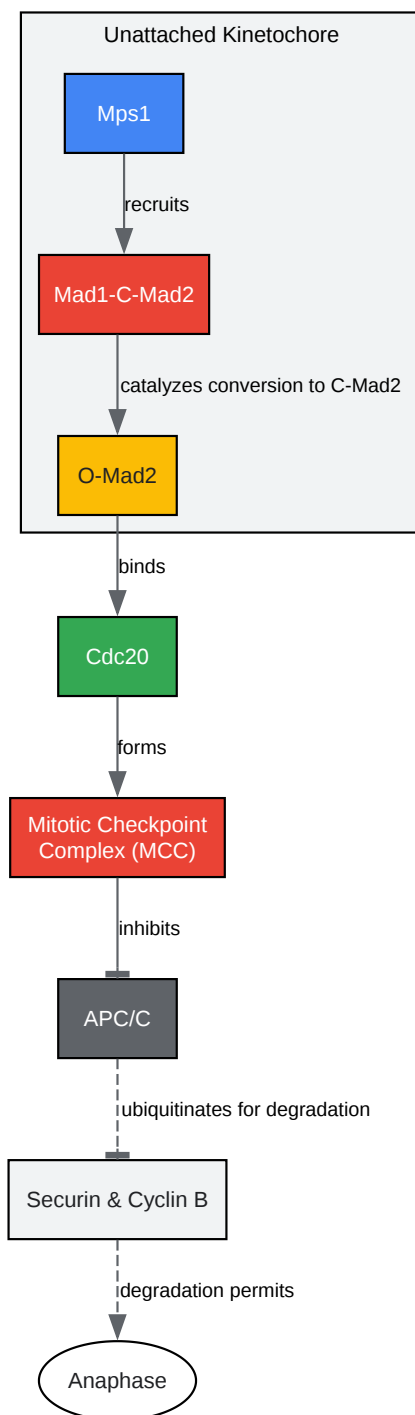 Unattached Kinetochore
Mps1
recruits
Mad1-C-Mad2
catalyzes conversion to C-Mad2
O-Mad2
binds
Cdc20
forms
Mitotic Checkpoint
Complex (MCC)
inhibits
APC/C
ubiquitinates for degradation
Securin & Cyclin B
degradation permits
Anaphase